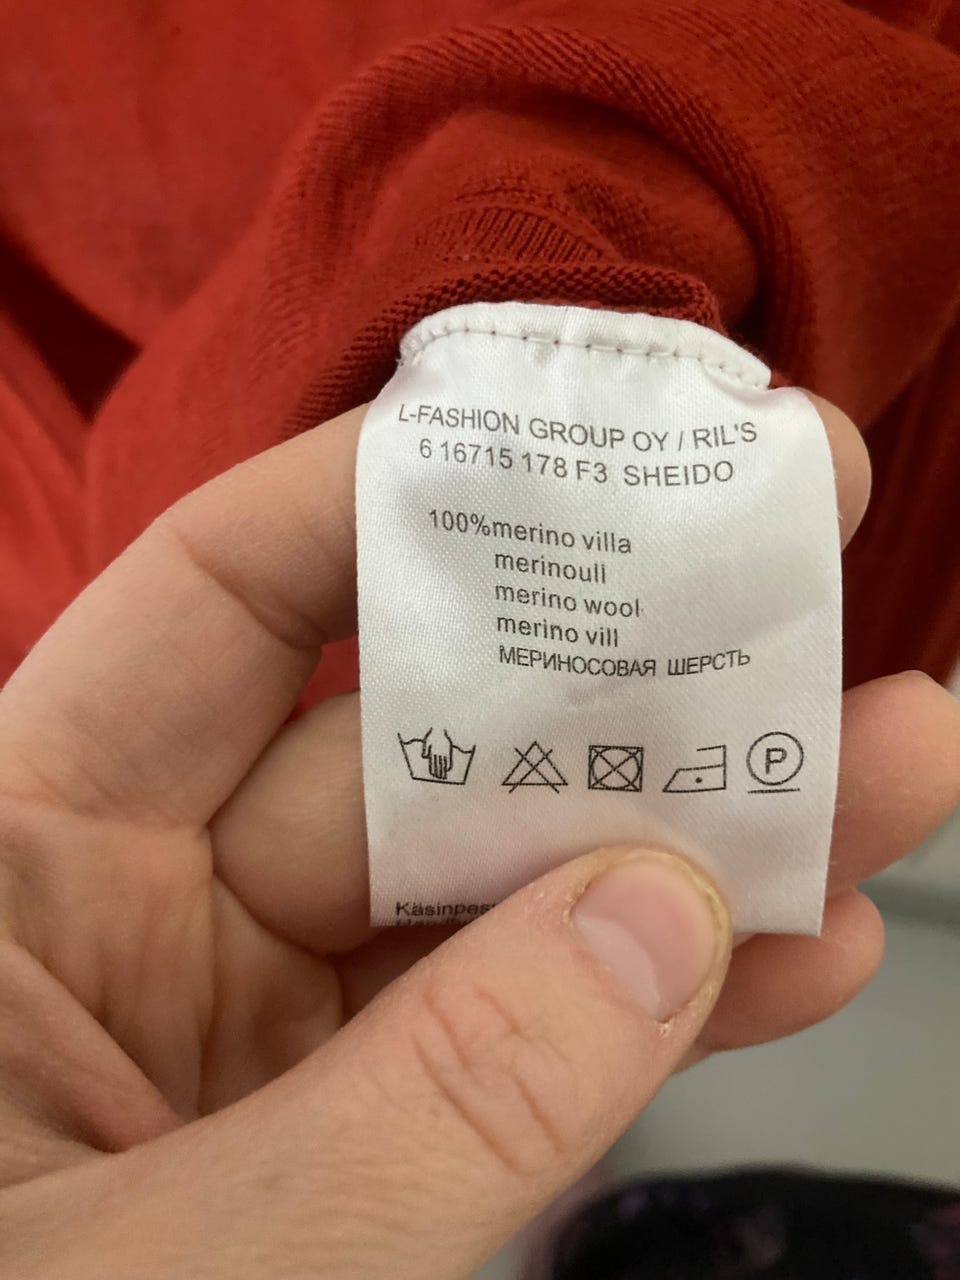 L-FASHION GROUP OY / RIL'S
6 16715 178 F3 SHEIDO
100%merino villa
merinoull
merino wool
merino vill
МЕРИНОСОВАЯ ШЕРСТЬ
P